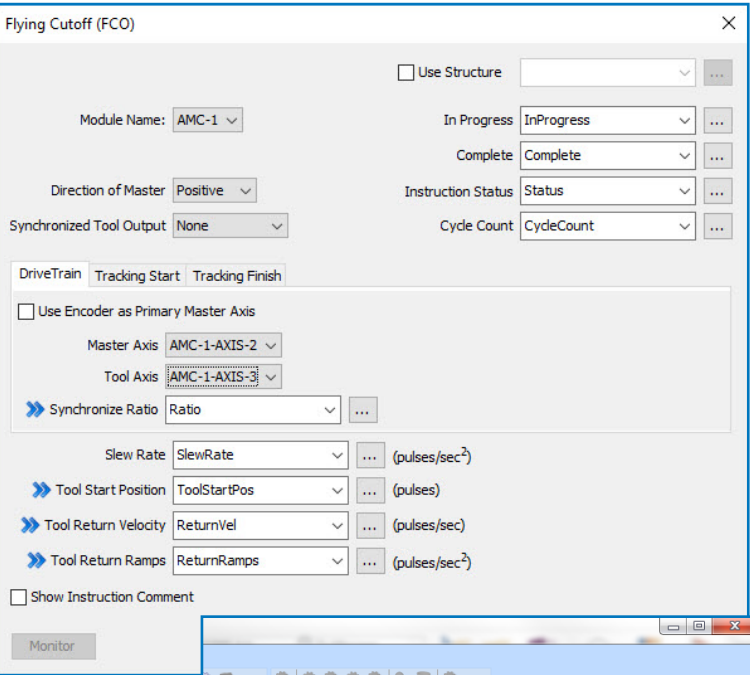 Flying Cutoff (FCO)
Use Structure ...
Module Name: AMC-1 In Progress InProgress ...
Complete Complete ...
Direction of Master Positive Instruction Status Status ...
Synchronized Tool Output None Cycle Count CycleCount ...
DriveTrain Tracking Start Tracking Finish
Use Encoder as Primary Master Axis
Master Axis AMC-1-AXIS-2
Tool Axis AMC-1-AXIS-3
Synchronize Ratio Ratio ...
Slew Rate SlewRate ... (pulses/sec²)
Tool Start Position ToolStartPos ... (pulses)
Tool Return Velocity ReturnVel ... (pulses/sec)
Tool Return Ramps ReturnRamps ... (pulses/sec²)
Show Instruction Comment
Monitor